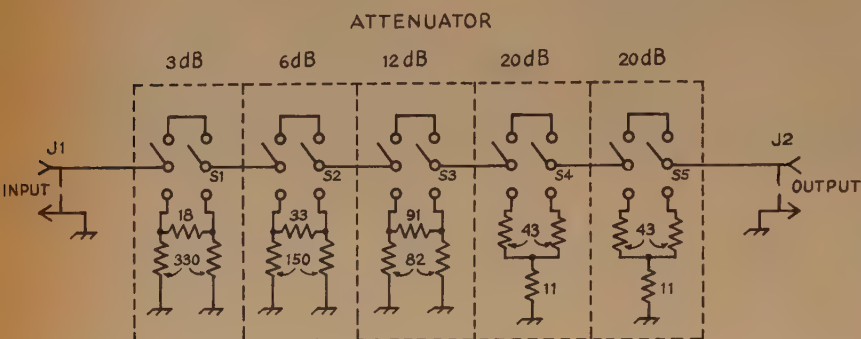 ATTENUATOR
3dB 6dB 12dB 20dB 20dB
J1 J2
S1 S2 S3 S4 S5
INPUT OUTPUT
18 33 91 43 43
330 150 82
11 11